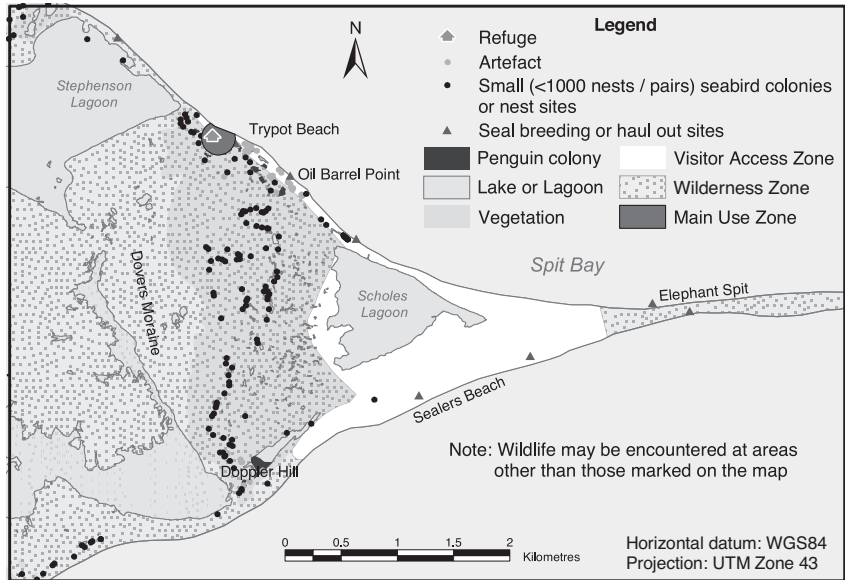 N
Legend
Refuge
Artefact
Small (<1000 nests / pairs) seabird colonies
or nest sites
Seal breeding or haul out sites
Penguin colony
Visitor Access Zone
Lake or Lagoon
Wilderness Zone
Vegetation
Main Use Zone
Stephenson
Lagoon
Trypot Beach
Oil Barrel Point
Dovers Moraine
Spit Bay
Scholes
Lagoon
Elephant Spit
Sealers Beach
Doppler Hill
Note: Wildlife may be encountered at areas
other than those marked on the map
0 0.5 1 1.5 2
Kilometres
Horizontal datum: WGS84
Projection: UTM Zone 43